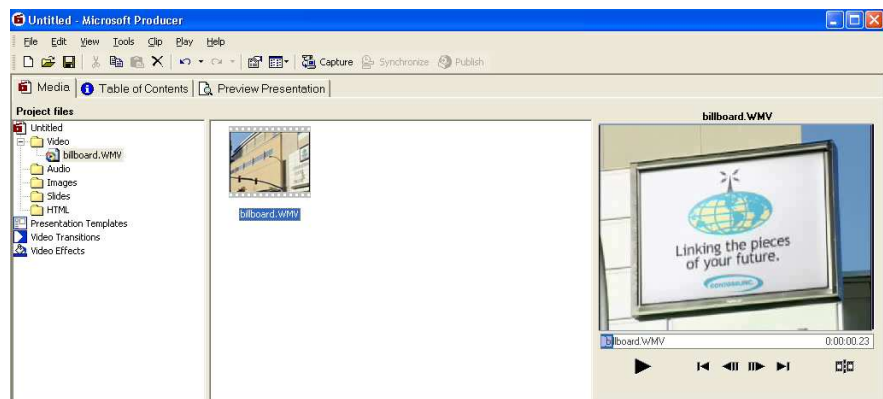 Untitled - Microsoft Producer
File Edit View Tools Clip Play Help
Capture Synchronize Publish
Media Table of Contents Preview Presentation
Project files
Untitled
Video
billboard.WMV
Audio
Images
Slides
HTML
Presentation Templates
Video Transitions
Video Effects
billboard.WMV
billboard.WMV
Linking the pieces
of your future.
billboard.WMV 0:00:00.23